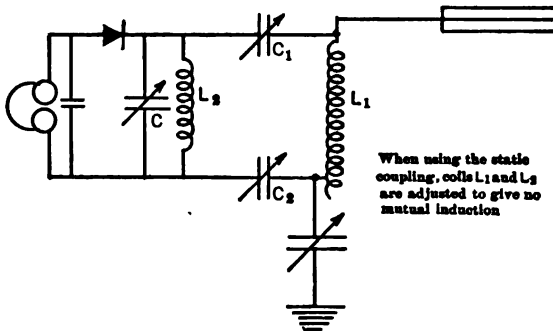 C₁
L₂
L₁
C
C₂
When using the static
coupling, coils L₁ and L₂
are adjusted to give no
mutual induction